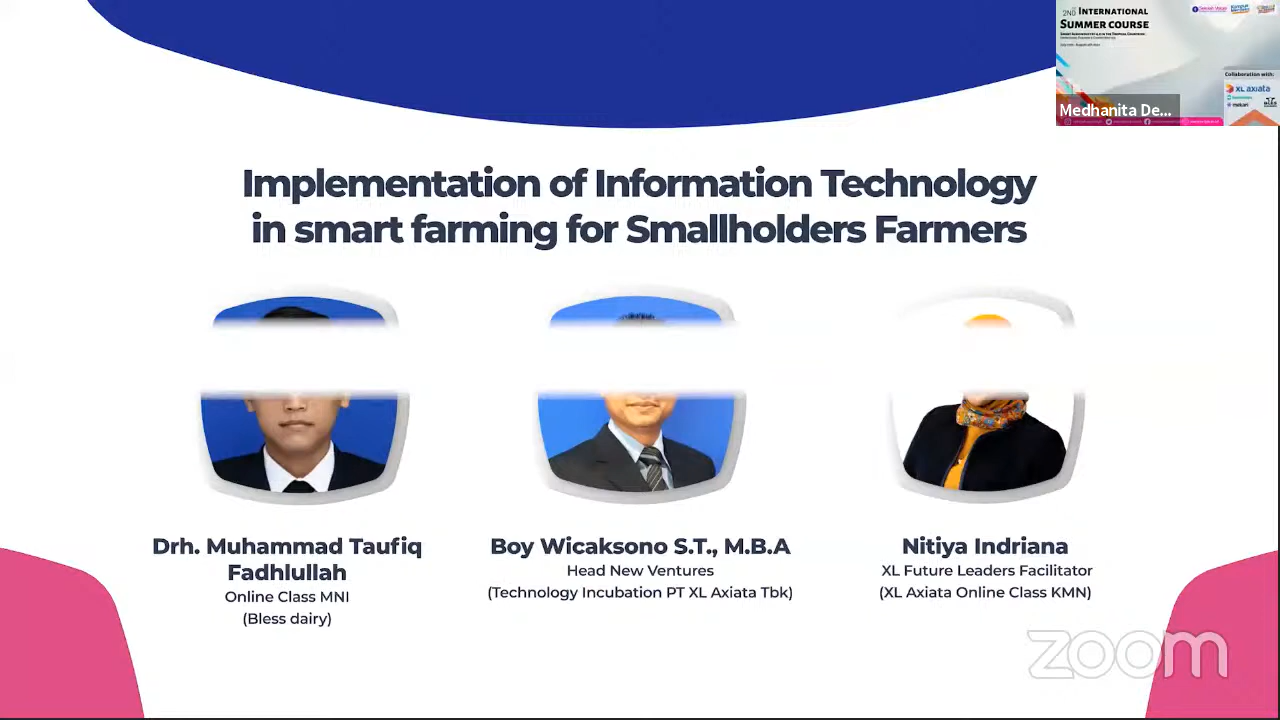 2ND INTERNATIONAL
SUMMER COURSE
Collaboration with:
XL axiata
Medhanita De...
Implementation of Information Technology
in smart farming for Smallholders Farmers
Drh. Muhammad Taufiq
Fadhlullah
Online Class MNI
(Bless dairy)
Boy Wicaksono S.T., M.B.A
Head New Ventures
(Technology Incubation PT XL Axiata Tbk)
Nitiya Indriana
XL Future Leaders Facilitator
(XL Axiata Online Class KMN)
zoom